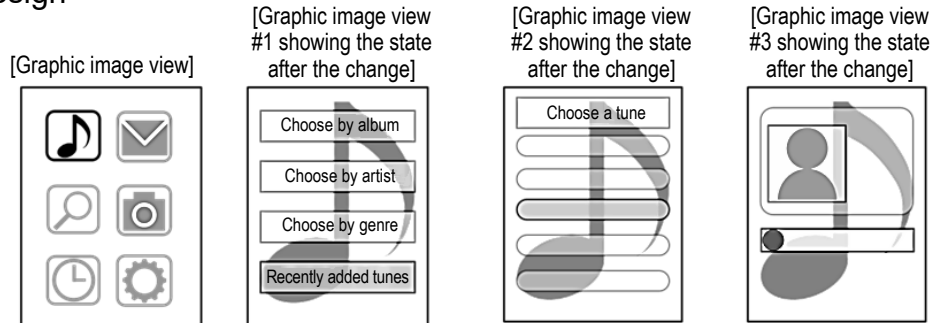 [Graphic image view]
[Graphic image view
#1 showing the state
after the change]
Choose by album
Choose by artist
Choose by genre
Recently added tunes
[Graphic image view
#2 showing the state
after the change]
Choose a tune
[Graphic image view
#3 showing the state
after the change]